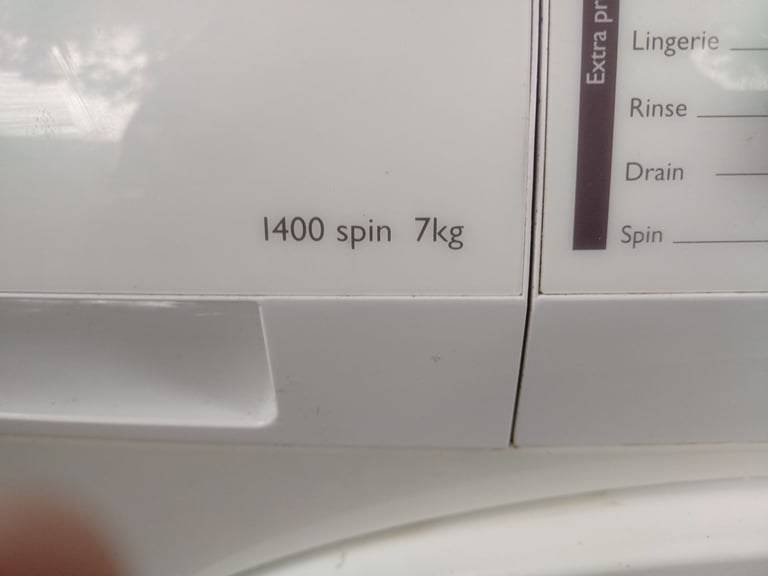 1400 spin 7kg
Extra pr
Lingerie
Rinse
Drain
Spin